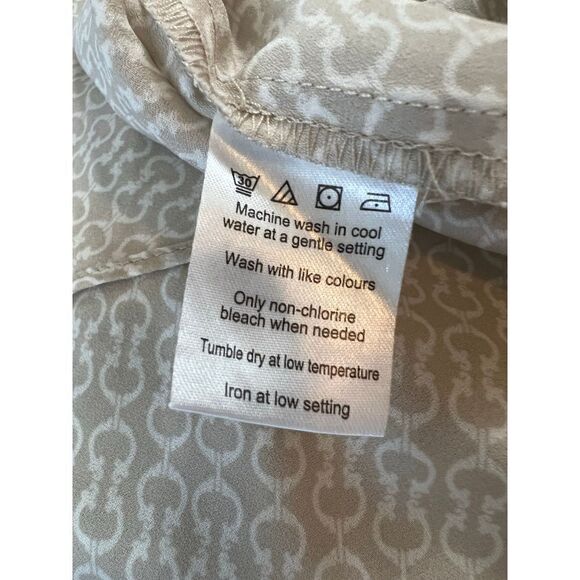 30
Machine wash in cool
water at a gentle setting
Wash with like colours
Only non-chlorine
bleach when needed
Tumble dry at low temperature
Iron at low setting